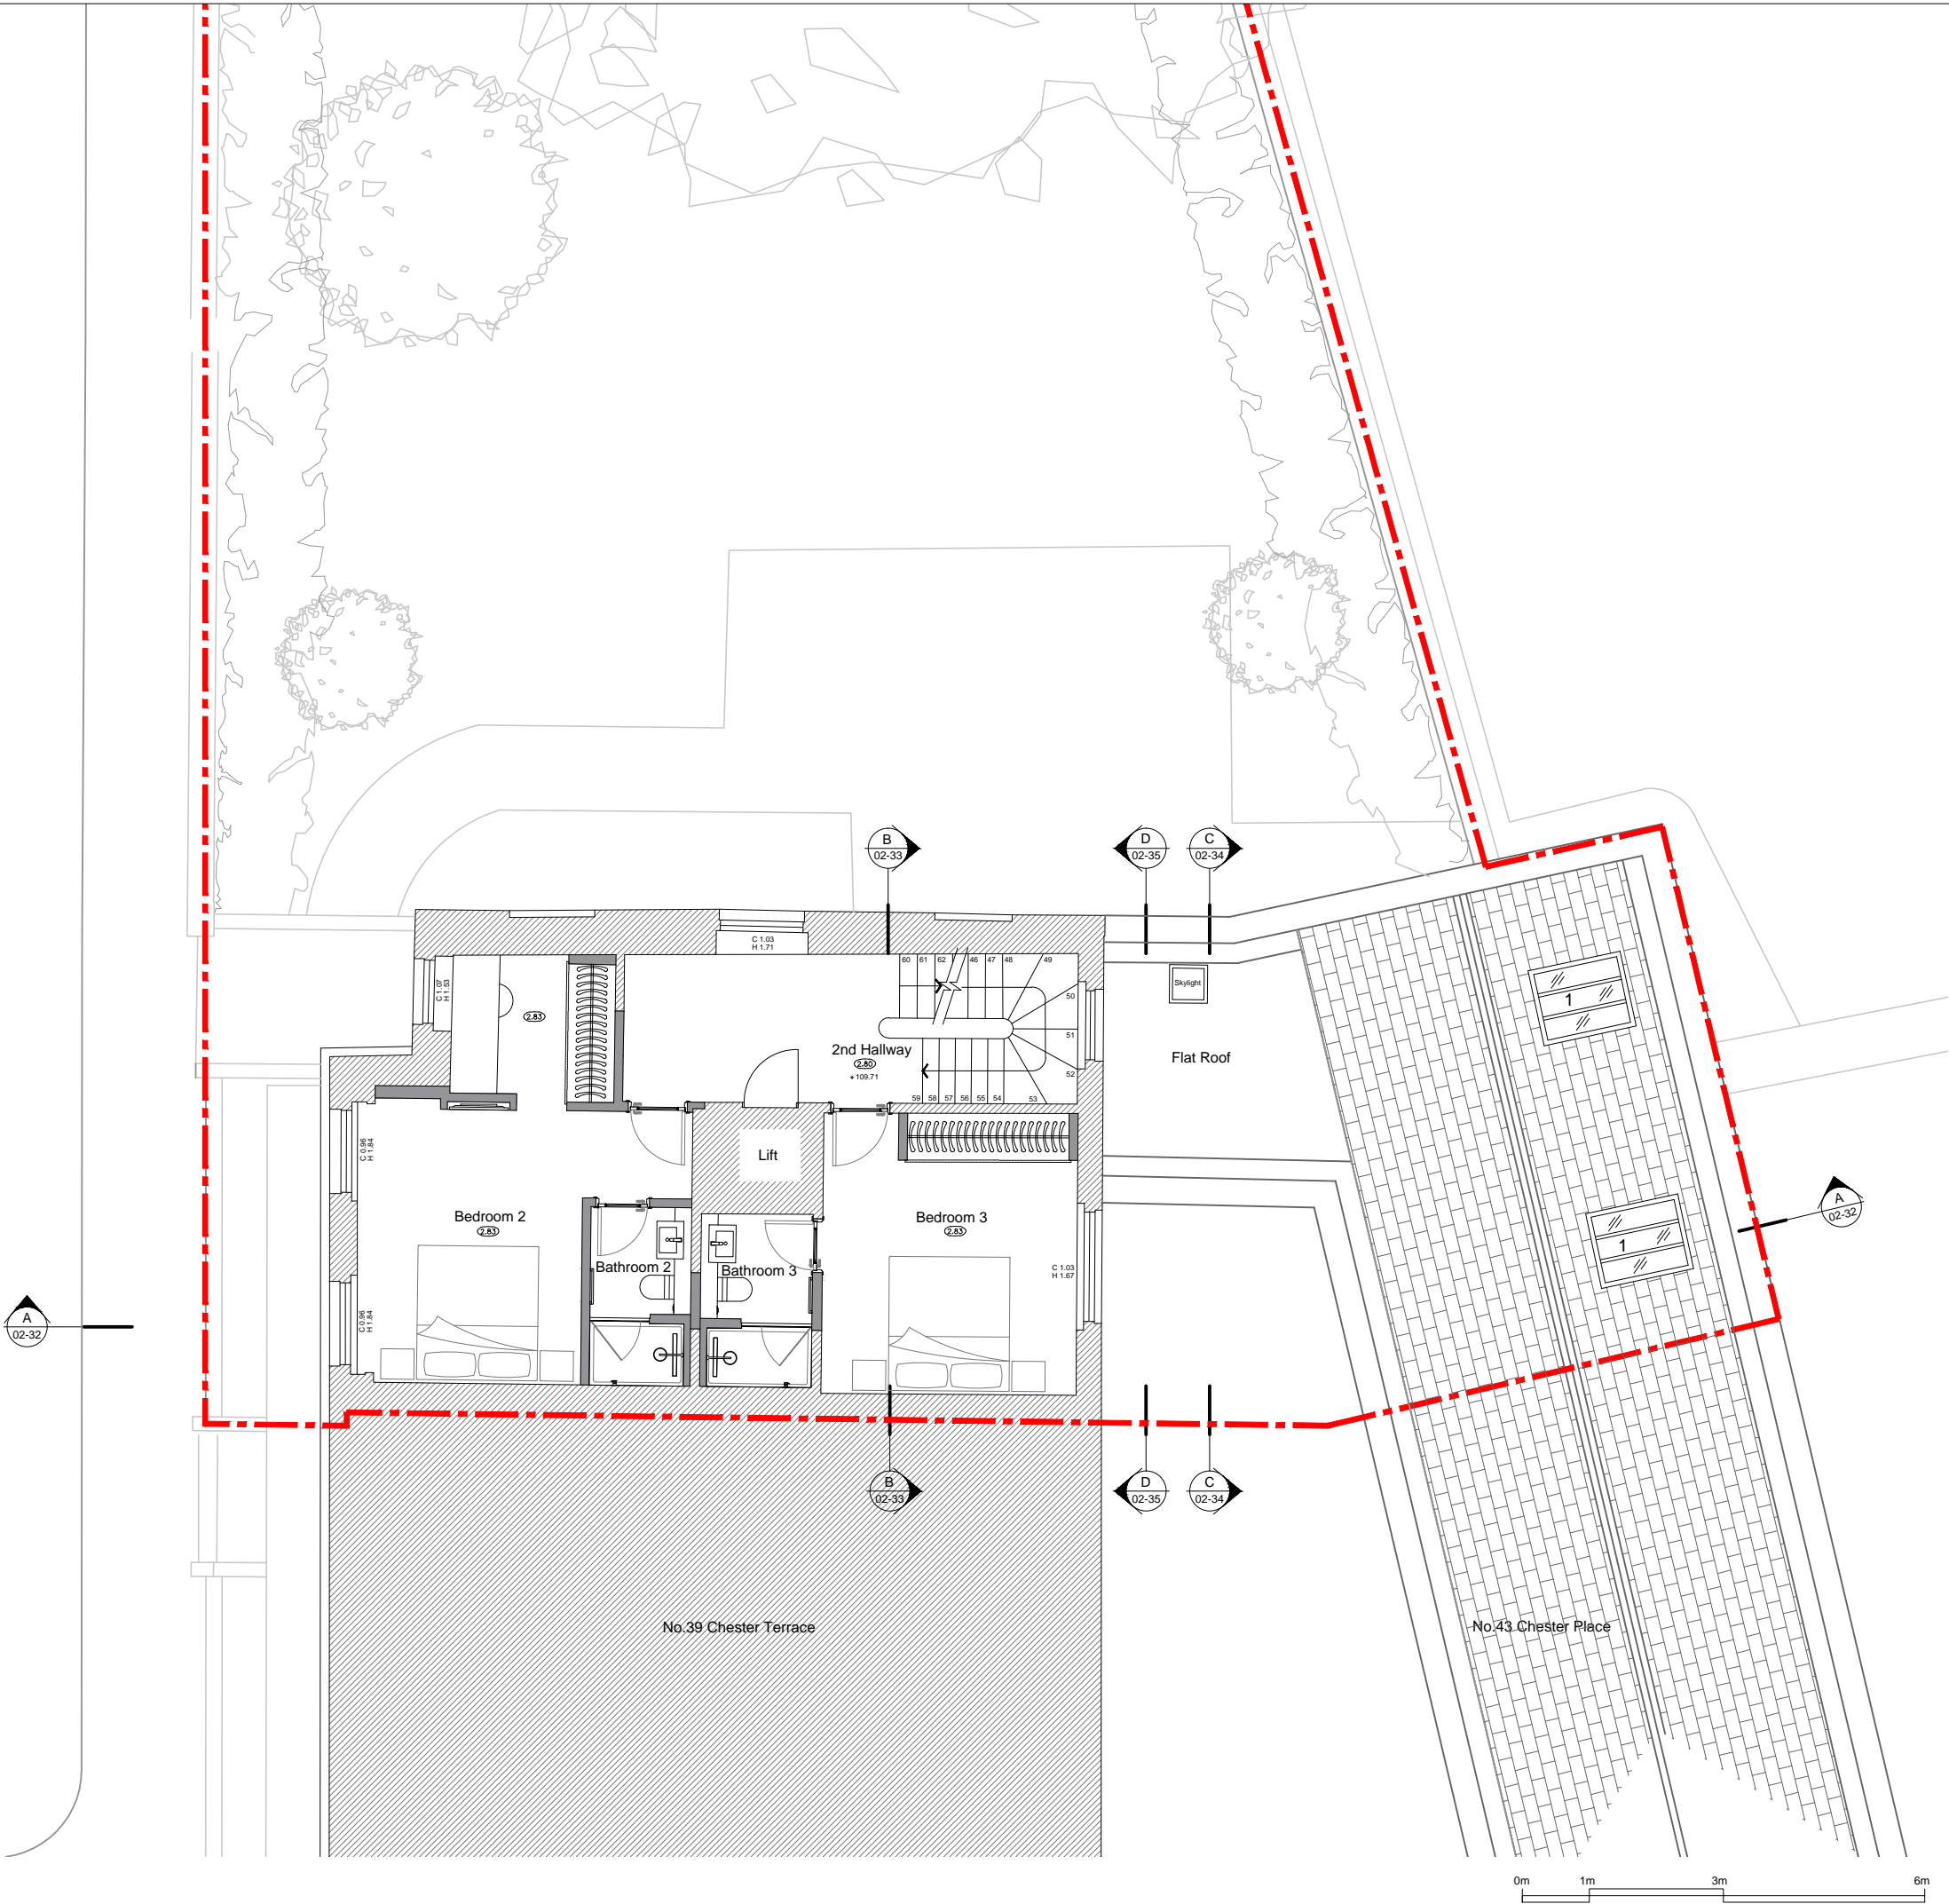 B
02-33
D
02-35
C
02-34
C 1.03
H 1.71
60 61 62 46 47 48 49
C 1.07
H 1.53
2.83
Skylight
50
1
51
2nd Hallway
2.80
+109.71
Flat Roof
52
59 58 57 56 55 54 53
C 0.96
H 1.84
Lift
A
02-32
Bedroom 2
2.83
Bedroom 3
2.83
1
Bathroom 2
Bathroom 3
C 1.03
H 1.67
A
02-32
C 0.96
H 1.84
B
02-33
D
02-35
C
02-34
No.39 Chester Terrace
No.43 Chester Place
0m 1m 3m 6m